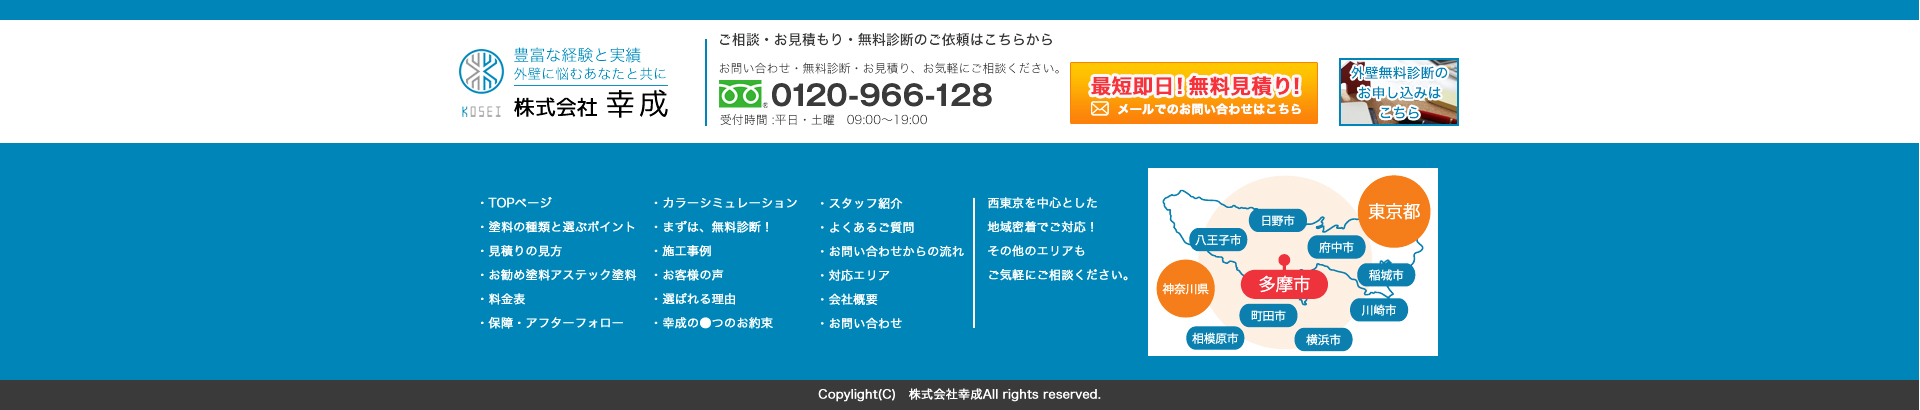 豊富な経験と実績
外壁に悩むあなたと共に
KOSEI 株式会社 幸成
ご相談・お見積もり・無料診断のご依頼はこちらから
お問い合わせ・無料診断・お見積り、お気軽にご相談ください。
® 0120-966-128
受付時間 :平日・土曜　09:00〜19:00
最短即日!無料見積り!
メールでのお問い合わせはこちら
外壁無料診断の
お申し込みは
こちら
・TOPページ
・塗料の種類と選ぶポイント
・見積りの見方
・お勧め塗料アステック塗料
・料金表
・保障・アフターフォロー
・カラーシミュレーション
・まずは、無料診断！
・施工事例
・お客様の声
・選ばれる理由
・幸成の●つのお約束
・スタッフ紹介
・よくあるご質問
・お問い合わせからの流れ
・対応エリア
・会社概要
・お問い合わせ
西東京を中心とした
地域密着でご対応！
その他のエリアも
ご気軽にご相談ください。
東京都
日野市
八王子市
府中市
稲城市
多摩市
神奈川県
川崎市
町田市
相模原市
横浜市
Copylight(C)　株式会社幸成All rights reserved.